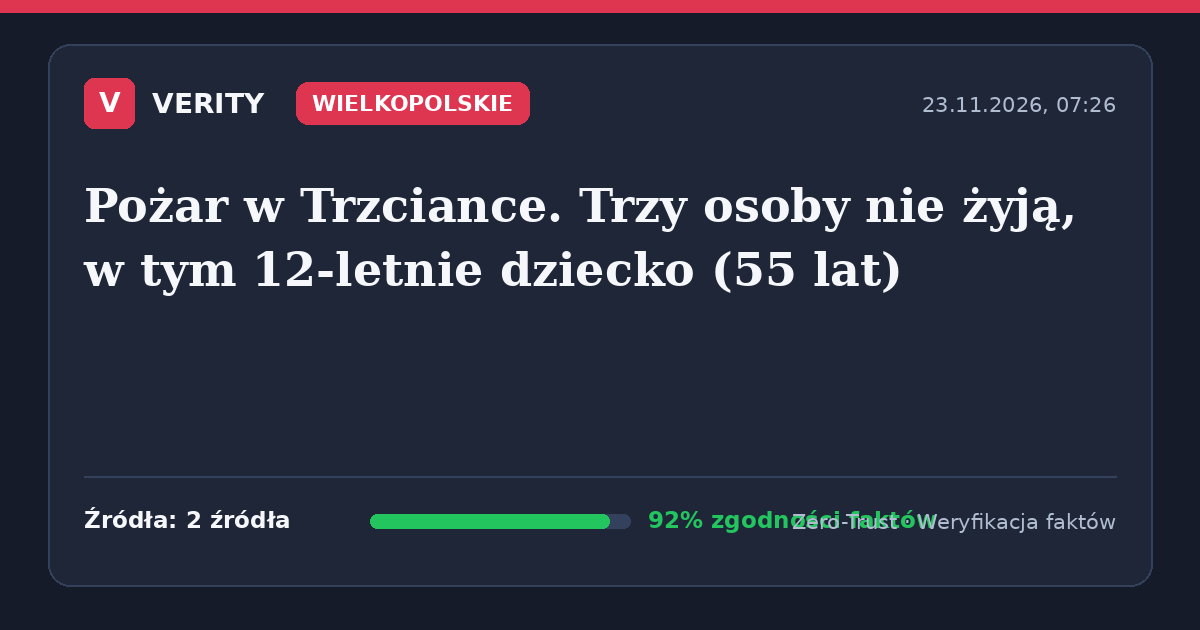 V VERITY WIELKOPOLSKIE 23.11.2026, 07:26
Pożar w Trzciance. Trzy osoby nie żyją,
w tym 12-letnie dziecko (55 lat)
Źródła: 2 źródła 92% zgodności faktów Zero-Trust · Weryfikacja faktów